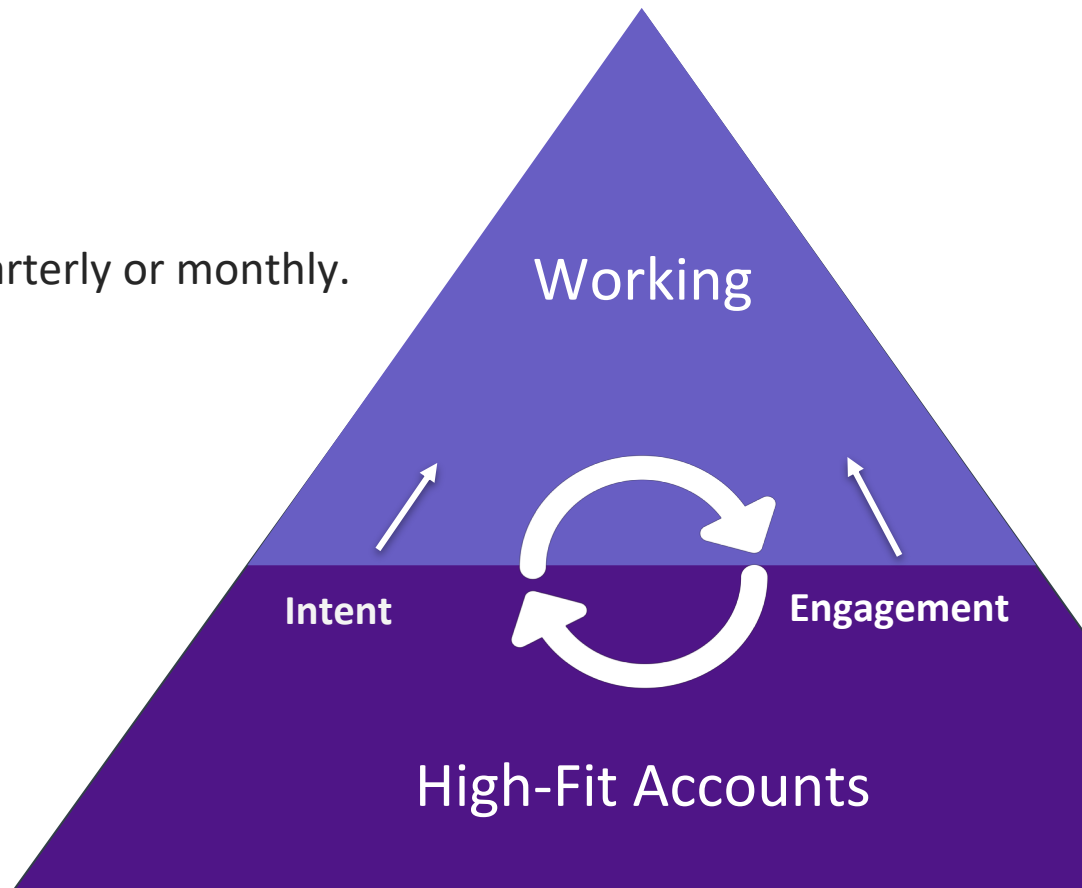 arterly or monthly.
Working
Intent
Engagement
High-Fit Accounts